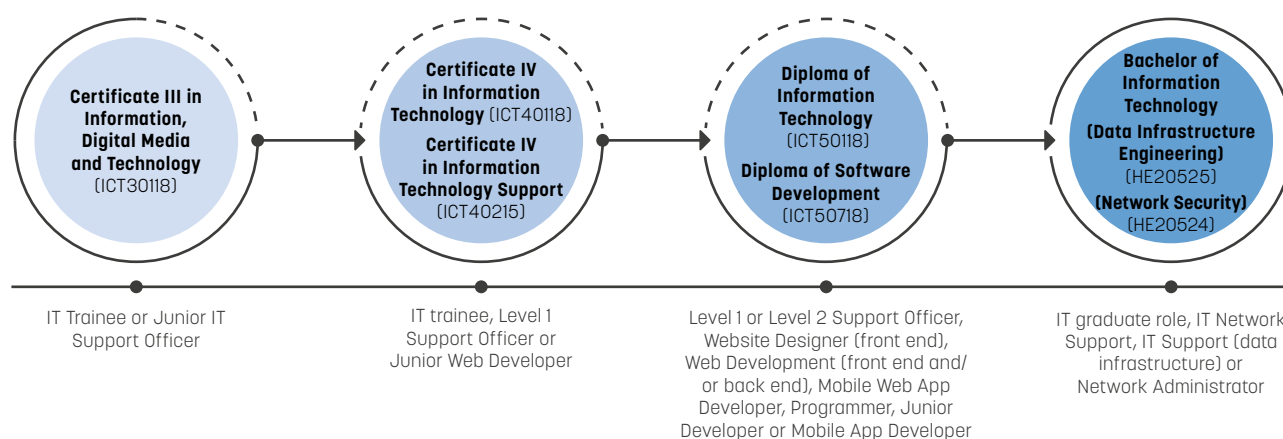 Certificate III in
Information,
Digital Media
and Technology
(ICT30118)
Certificate IV
in Information
Technology (ICT40118)
Certificate IV
in Information
Technology Support
(ICT40215)
Diploma of
Information
Technology
(ICT50118)
Diploma of Software
Development
(ICT50718)
Bachelor of
Information
Technology
(Data Infrastructure
Engineering)
(HE20525)
(Network Security)
(HE20524)
IT Trainee or Junior IT
Support Officer
IT trainee, Level 1
Support Officer or
Junior Web Developer
Level 1 or Level 2 Support Officer,
Website Designer (front end),
Web Development (front end and/
or back end), Mobile Web App
Developer, Programmer, Junior
Developer or Mobile App Developer
IT graduate role, IT Network
Support, IT Support (data
infrastructure) or
Network Administrator